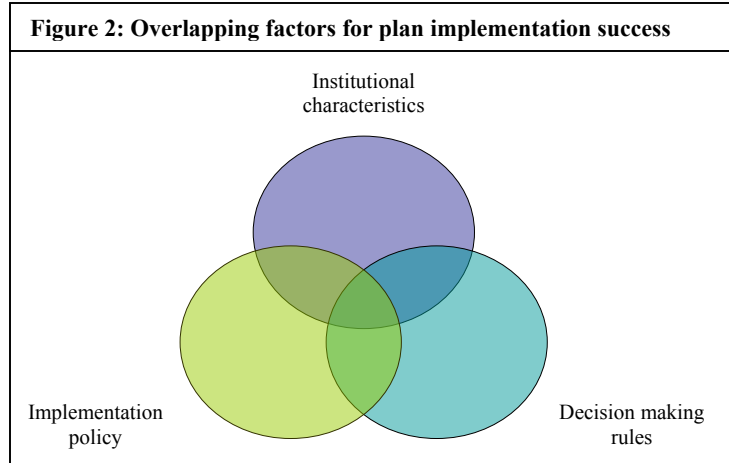 Figure 2: Overlapping factors for plan implementation success
Institutional
characteristics
Implementation
policy
Decision making
rules